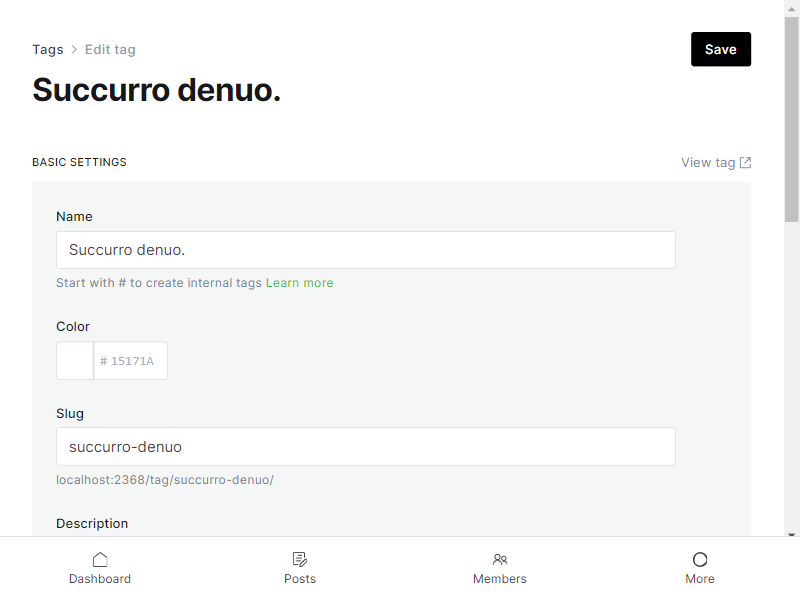 Tags > Edit tag
Save
Succurro denuo.
BASIC SETTINGS
View tag
Name
Succurro denuo.
Start with # to create internal tags Learn more
Color
# 15171A
Slug
succurro-denuo
localhost:2368/tag/succurro-denuo/
Description
Dashboard
Posts
Members
More